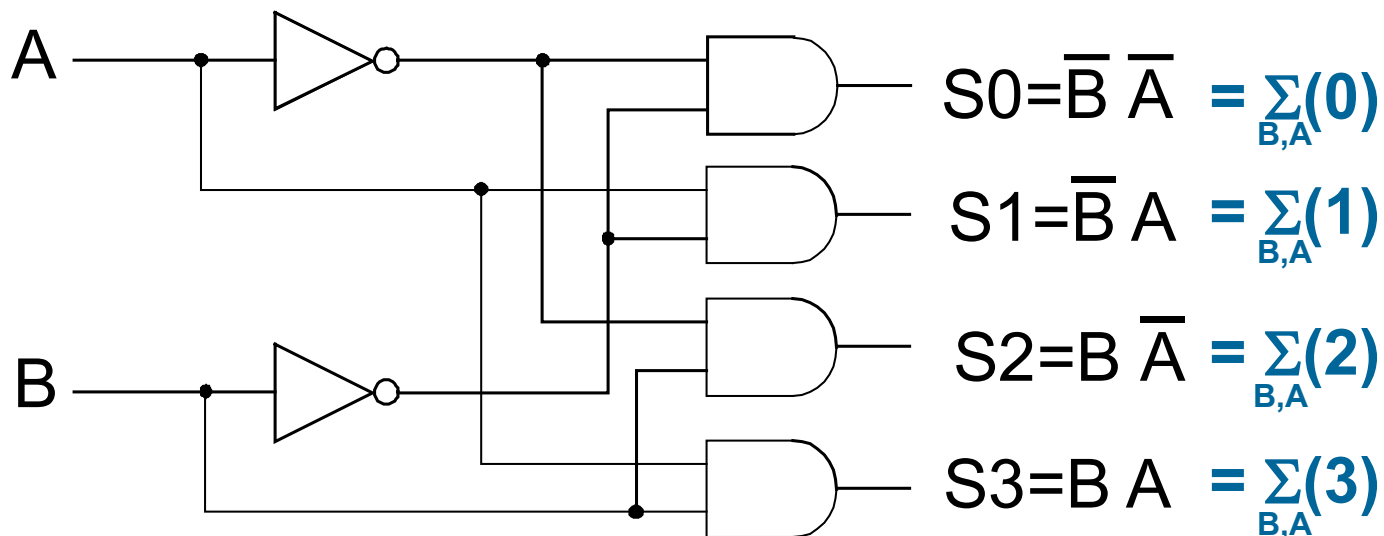 A
S0=B̅ A̅ = Σ(0)
B,A
S1=B̅ A = Σ(1)
B,A
B
S2=B A̅ = Σ(2)
B,A
S3=B A = Σ(3)
B,A